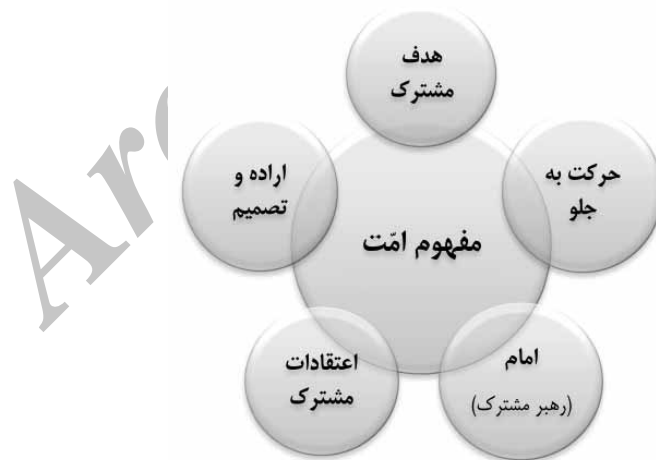 هدف
مشترک
حرکت به
جلو
اراده و
تصمیم
مفهوم امّت
امام
(رهبر مشترک)
اعتقادات
مشترک